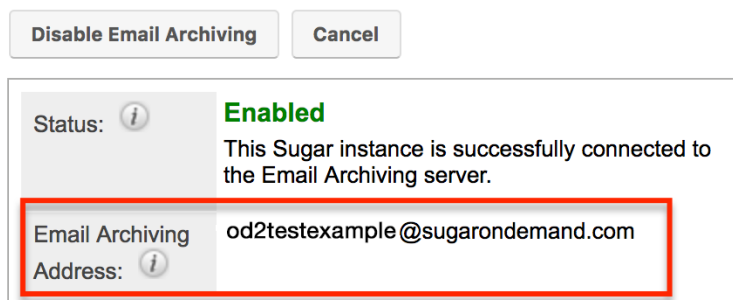 Disable Email Archiving Cancel
Status: Enabled
This Sugar instance is successfully connected to
the Email Archiving server.
Email Archiving od2testexample@sugarondemand.com
Address: